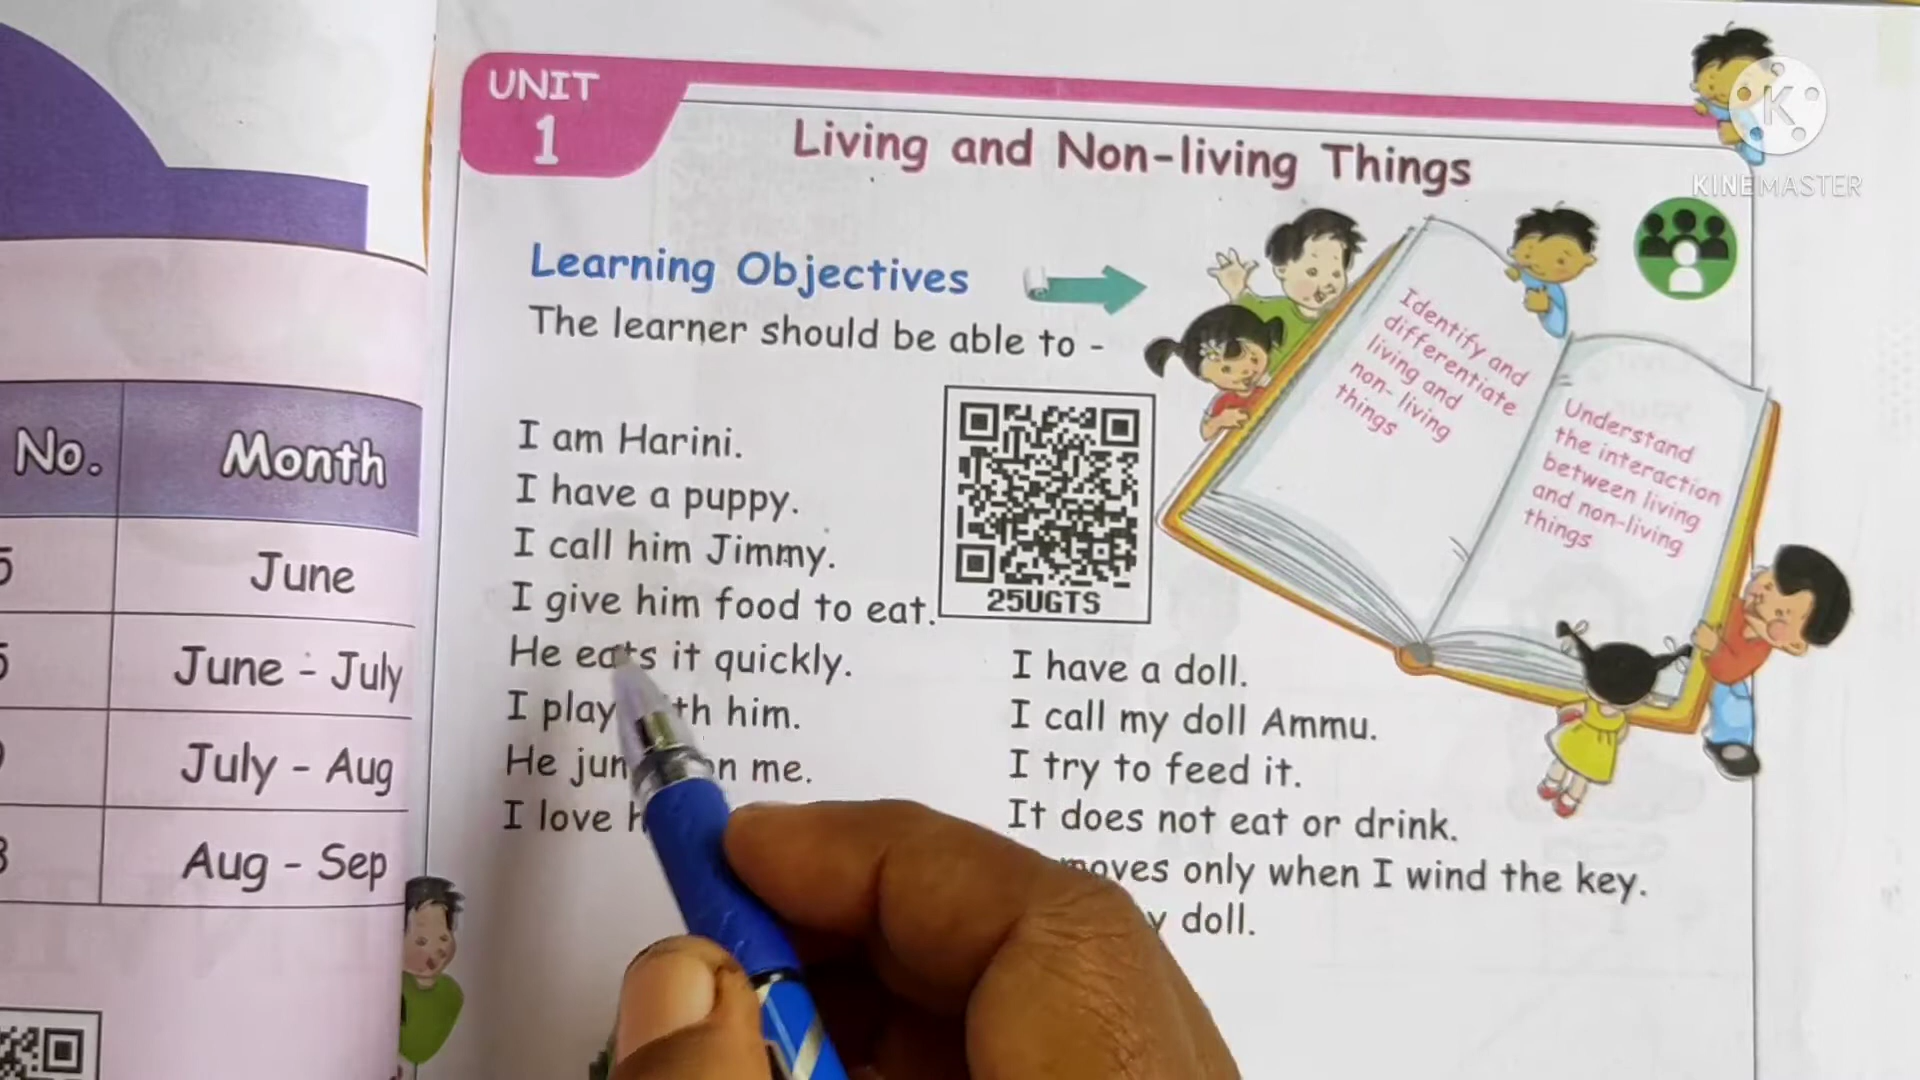 UNIT
1
Living and Non-living Things
KINEMASTER
Learning Objectives
The learner should be able to -
Identify and
differentiate
living and
non- living
things
Understand
the interaction
between living
and non-living
things
I am Harini.
I have a puppy.
I call him Jimmy.
I give him food to eat.
He eats it quickly.
I play him.
He on me.
I love
25UGTS
I have a doll.
I call my doll Ammu.
I try to feed it.
It does not eat or drink.
moves only when I wind the key.
doll.
No. Month
June
June - July
July - Aug
Aug - Sep